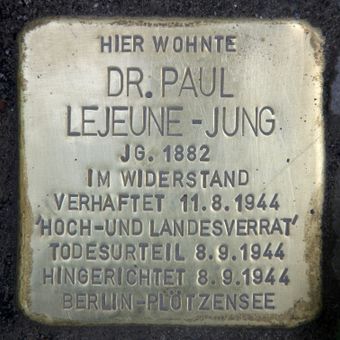 HIER WOHNTE
DR. PAUL
LEJEUNE-JUNG
JG. 1882
IM WIDERSTAND
VERHAFTET 11.8.1944
'HOCH-UND LANDESVERRAT'
TODESURTEIL 8.9.1944
HINGERICHTET 8.9.1944
BERLIN-PLÖTZENSEE